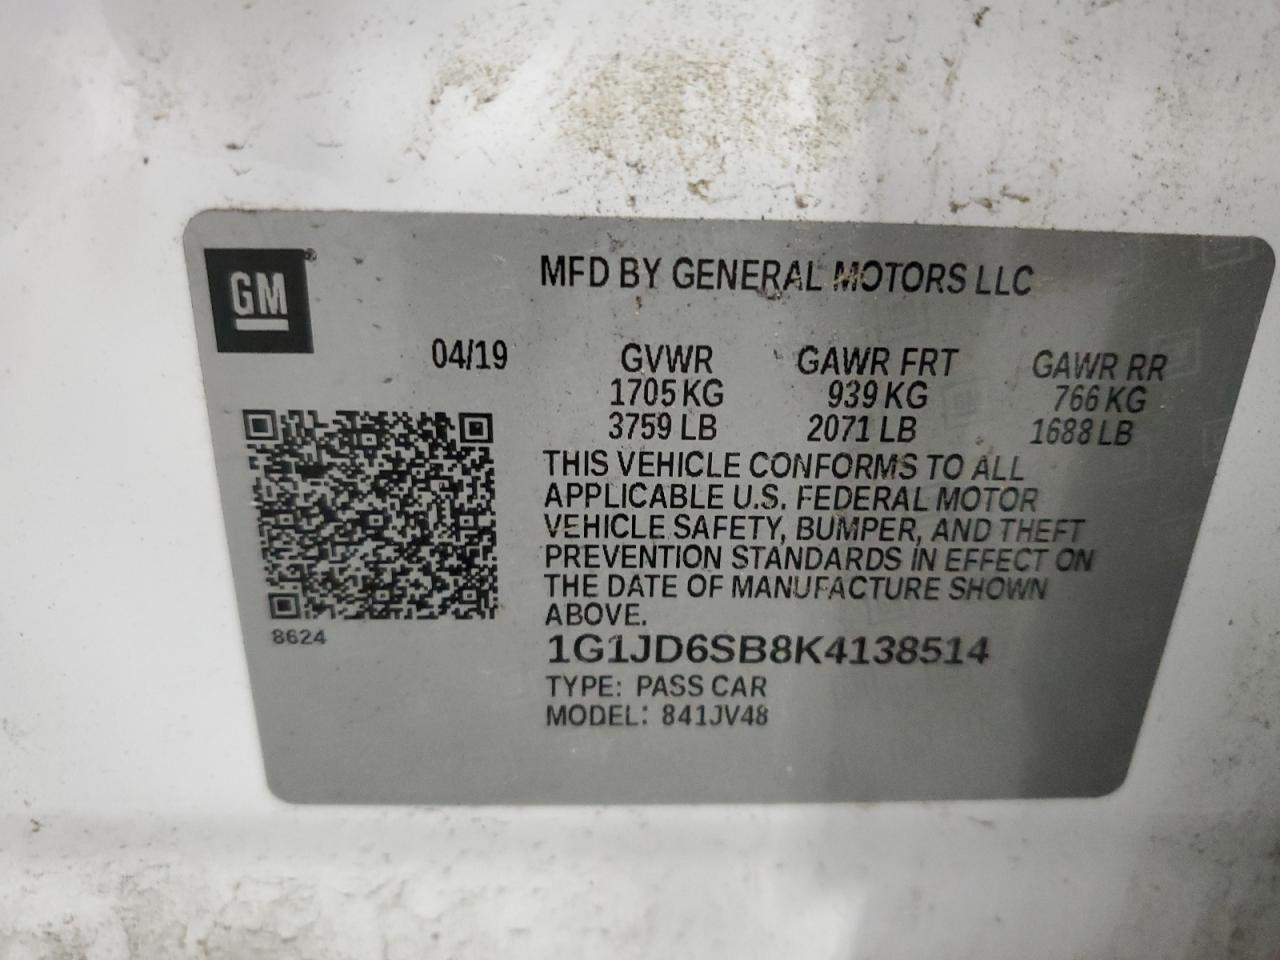 GM®
MFD BY GENERAL MOTORS LLC
04/19 GVWR GAWR FRT GAWR RR
1705 KG 939 KG 766 KG
3759 LB 2071 LB 1688 LB
THIS VEHICLE CONFORMS TO ALL
APPLICABLE U.S. FEDERAL MOTOR
VEHICLE SAFETY, BUMPER, AND THEFT
PREVENTION STANDARDS IN EFFECT ON
THE DATE OF MANUFACTURE SHOWN
ABOVE.
8624
1G1JD6SB8K4138514
TYPE: PASS CAR
MODEL: 841JV48